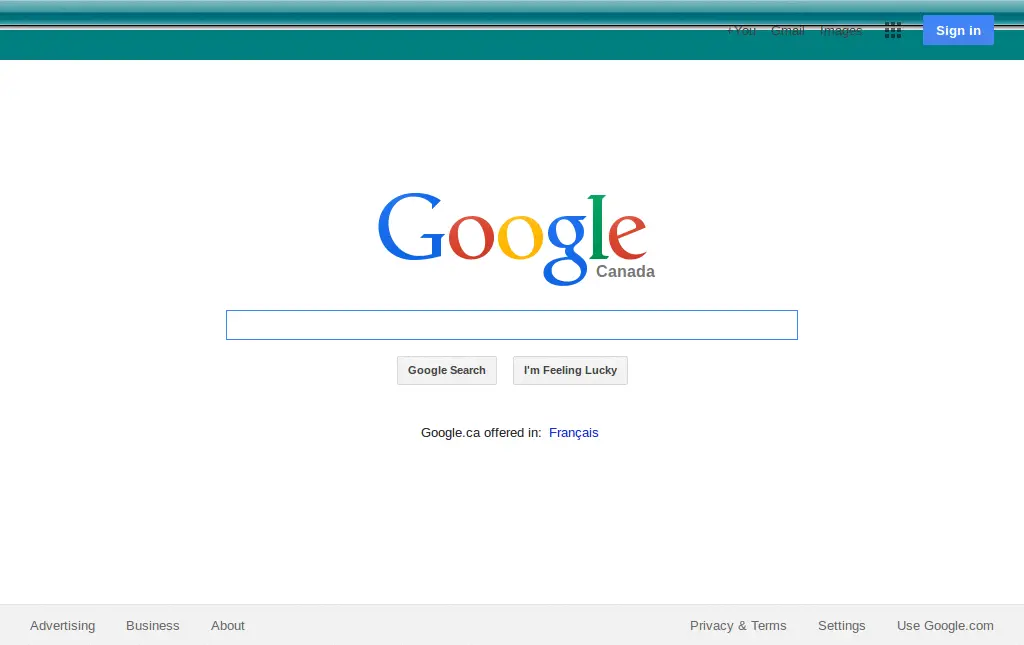 +You Gmail Images Sign in
Google
Canada
Google Search I'm Feeling Lucky
Google.ca offered in: Français
Advertising Business About Privacy & Terms Settings Use Google.com